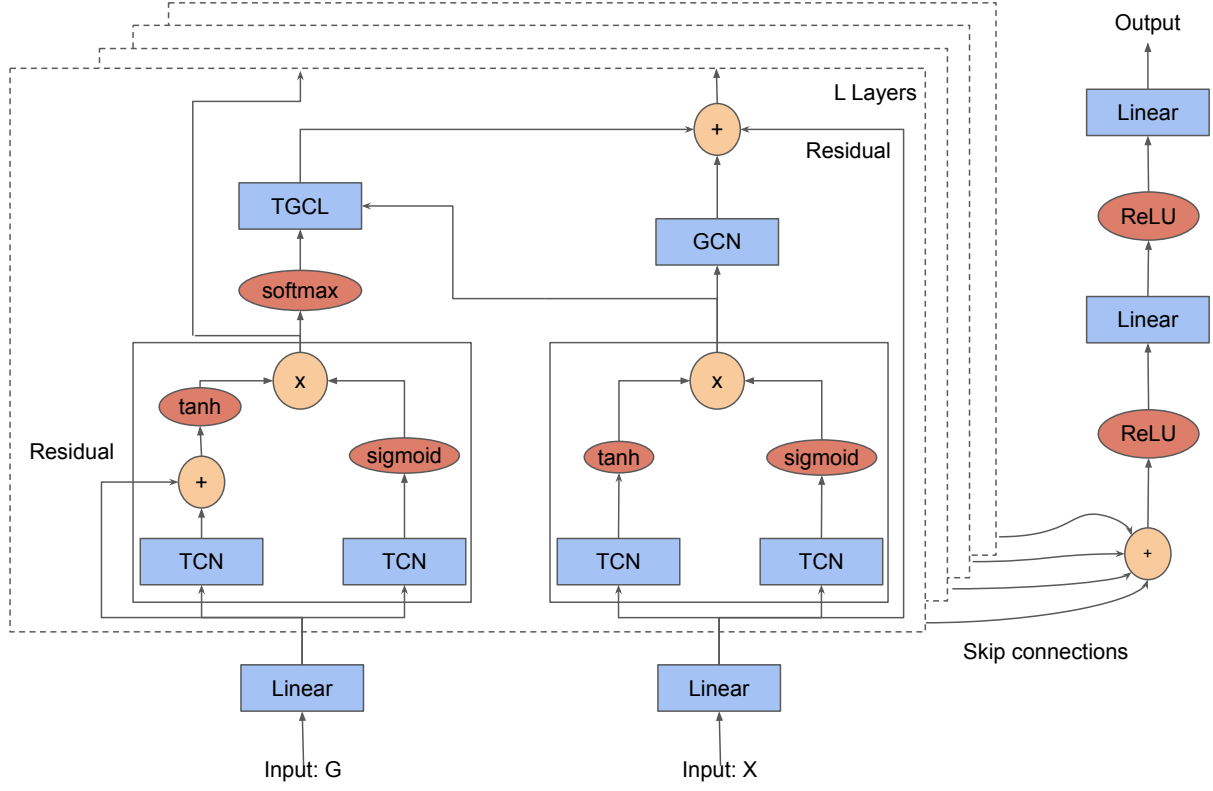 Output
L Layers
Linear
+
Residual
TGCL
ReLU
GCN
softmax
Linear
x
x
tanh
ReLU
Residual
sigmoid
tanh
sigmoid
+
TCN
TCN
TCN
TCN
+
Skip connections
Linear
Linear
Input: G
Input: X